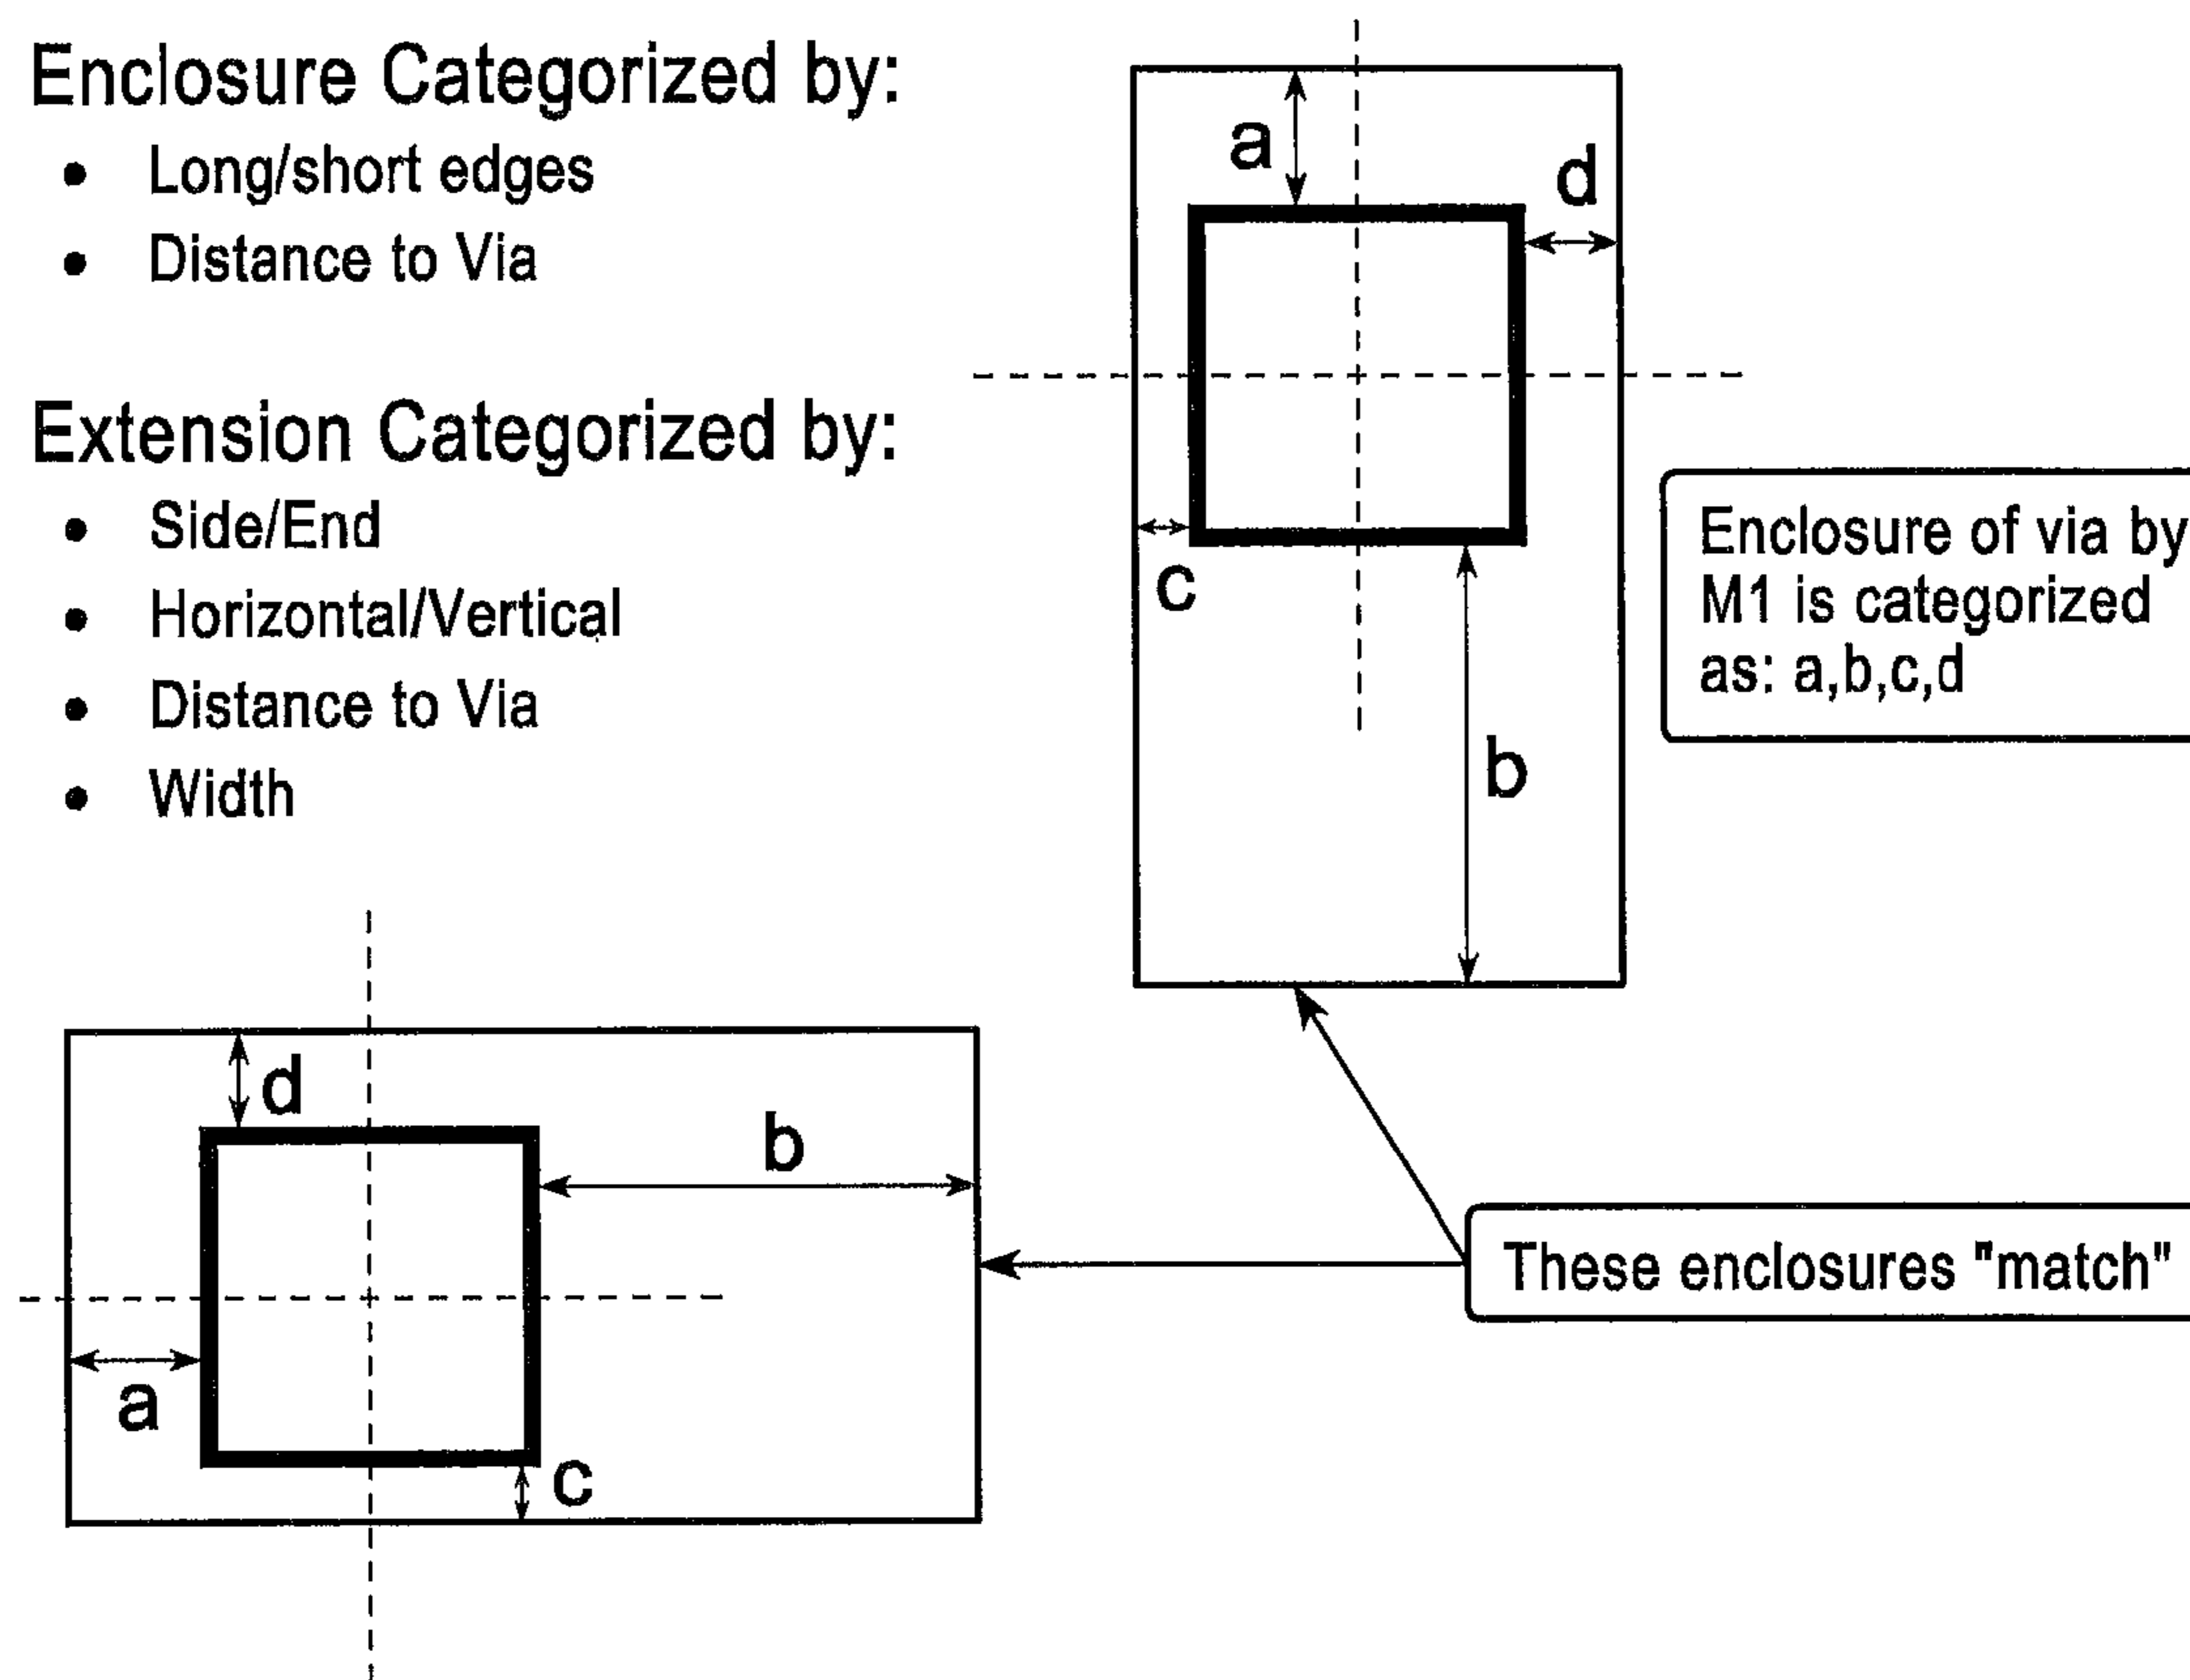 Enclosure Categorized by:
• Long/short edges
• Distance to Via
Extension Categorized by:
• Side/End
• Horizontal/Vertical
• Distance to Via
• Width
a
d
c
b
Enclosure of via by
M1 is categorized
as: a,b,c,d
d
b
a
c
These enclosures "match"